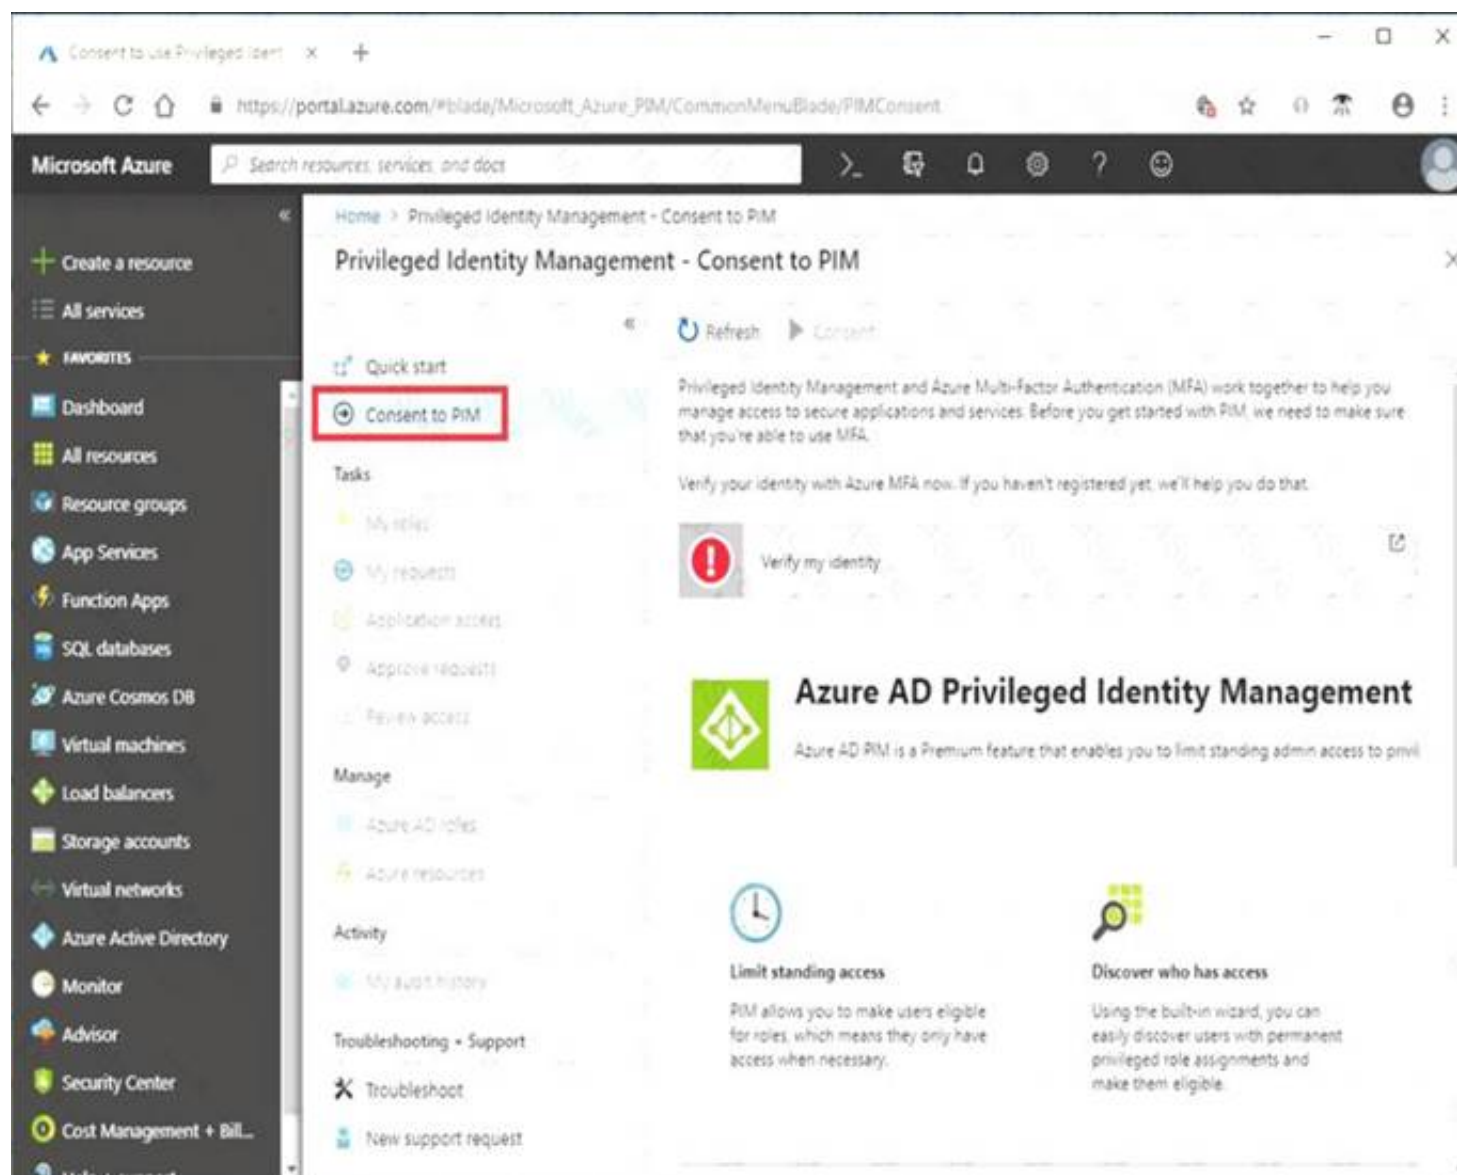 Consent to use Privileged Ident
https://portal.azure.com/#blade/Microsoft_Azure_PIM/CommonMenuBlade/PIMConsent
Microsoft Azure
Search resources, services, and docs
Create a resource
All services
FAVORITES
Dashboard
All resources
Resource groups
App Services
Function Apps
SQL databases
Azure Cosmos DB
Virtual machines
Load balancers
Storage accounts
Virtual networks
Azure Active Directory
Monitor
Advisor
Security Center
Cost Management + Bill...
Help + support
Home > Privileged Identity Management - Consent to PIM
Privileged Identity Management - Consent to PIM
Quick start
Consent to PIM
Tasks
My roles
My requests
Application access
Approve requests
Review access
Manage
Azure AD roles
Azure resources
Activity
My audit history
Troubleshooting + Support
Troubleshoot
New support request
Refresh
Consent
Privileged Identity Management and Azure Multi-Factor Authentication (MFA) work together to help you
manage access to secure applications and services. Before you get started with PIM, we need to make sure
that you're able to use MFA.
Verify your identity with Azure MFA now. If you haven't registered yet, we'll help you do that.
Verify my identity
Azure AD Privileged Identity Management
Azure AD PIM is a Premium feature that enables you to limit standing admin access to privil
Limit standing access
PIM allows you to make users eligible
for roles, which means they only have
access when necessary.
Discover who has access
Using the built-in wizard, you can
easily discover users with permanent
privileged role assignments and
make them eligible.